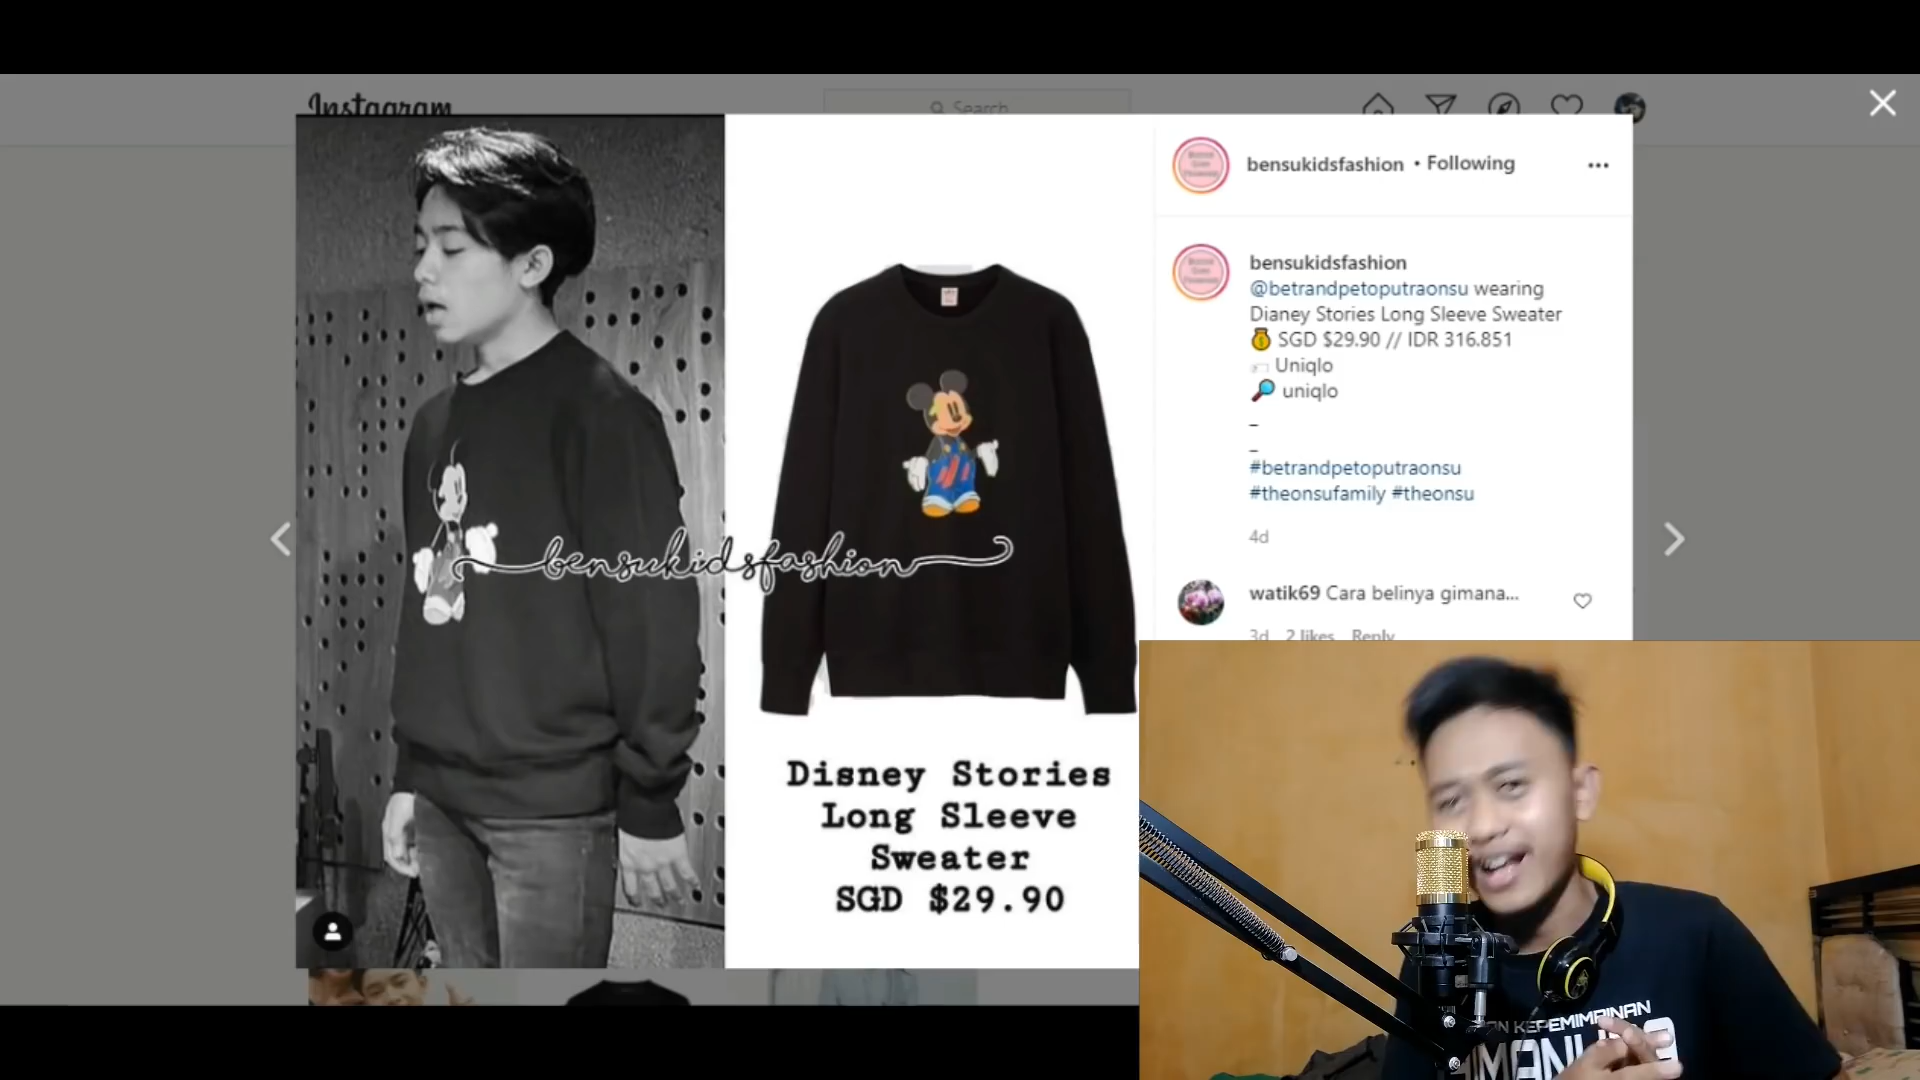 Instagram
Search
bensukidsfashion • Following
bensukidsfashion
@betrandpetoputraonsu wearing
Dianey Stories Long Sleeve Sweater
SGD $29.90 // IDR 316.851
Uniqlo
uniqlo
_
_
#betrandpetoputraonsu
#theonsufamily #theonsu
4d
watik69 Cara belinya gimana...
3d 2 likes Reply
bensukidsfashion
Disney Stories
Long Sleeve
Sweater
SGD $29.90
KEPEMIMPINAN